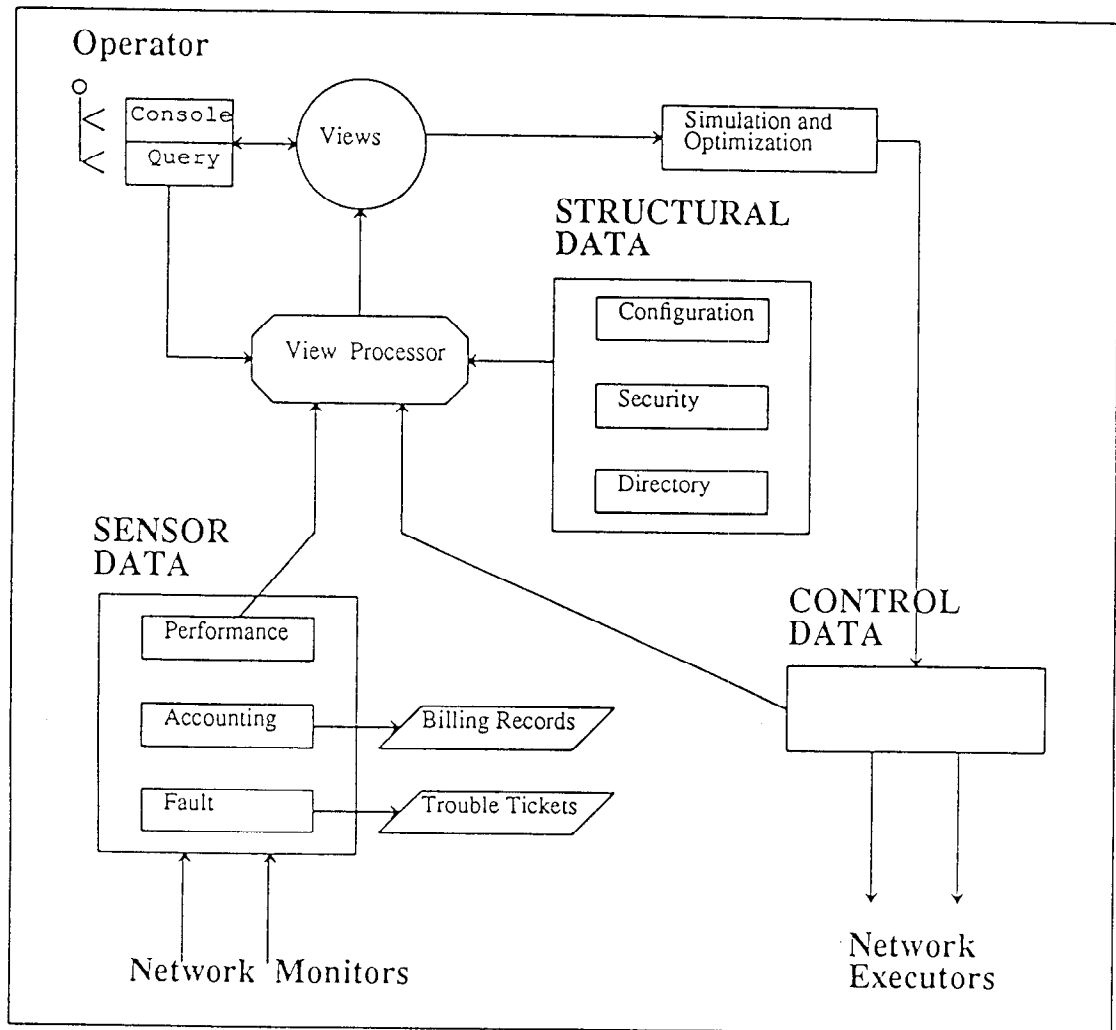 Operator
Console
Query
Views
Simulation and
Optimization
STRUCTURAL
DATA
Configuration
View Processor
Security
Directory
SENSOR
DATA
Performance
CONTROL
DATA
Accounting
Billing Records
Fault
Trouble Tickets
Network Monitors
Network
Executors